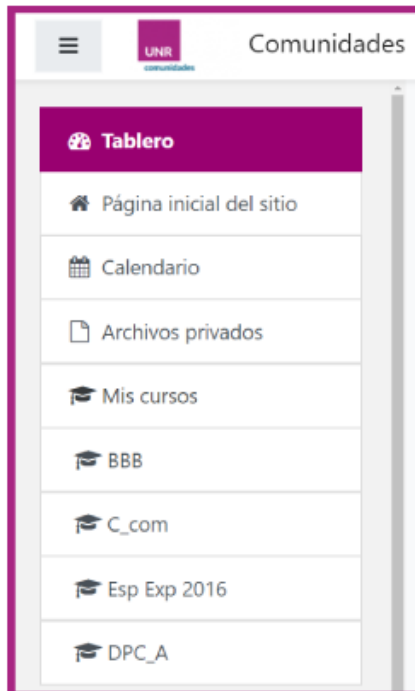 UNR
comunidades
Comunidades
Tablero
Página inicial del sitio
Calendario
Archivos privados
Mis cursos
BBB
C_com
Esp Exp 2016
DPC_A